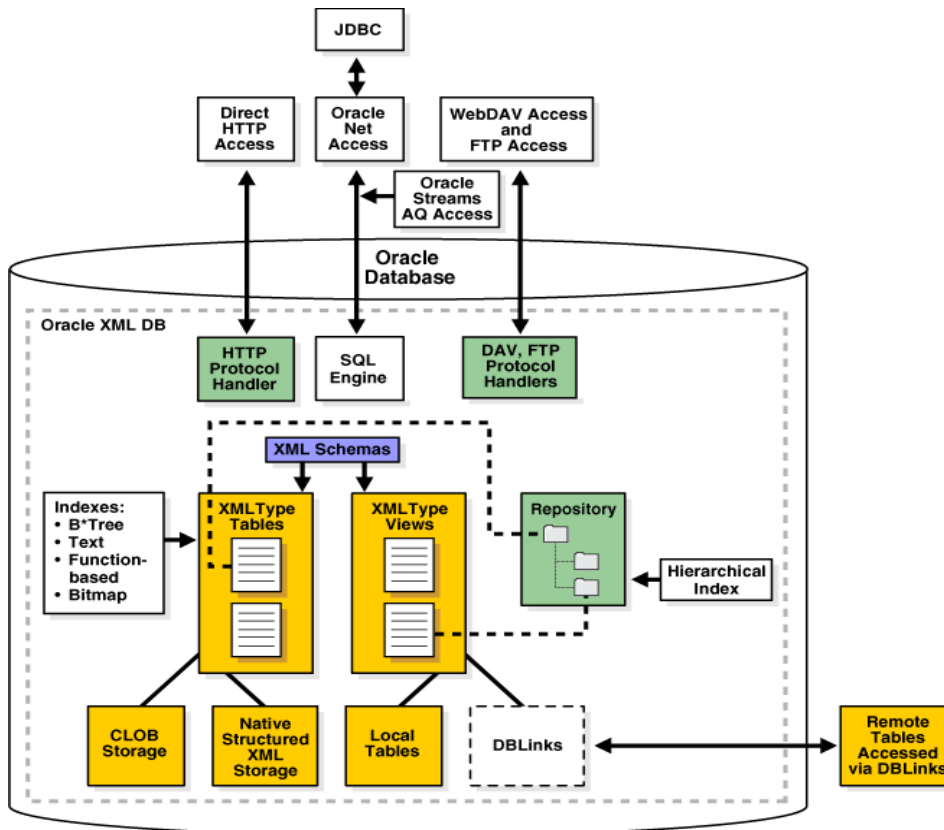 JDBC
Direct
HTTP
Access
Oracle
Net
Access
WebDAV Access
and
FTP Access
Oracle
Streams
AQ Access
Oracle
Database
Oracle XML DB
HTTP
Protocol
Handler
SQL
Engine
DAV, FTP
Protocol
Handlers
XML Schemas
Indexes:
• B*Tree
• Text
• Function-
based
• Bitmap
XMLType
Tables
XMLType
Views
Repository
Hierarchical
Index
CLOB
Storage
Native
Structured
XML
Storage
Local
Tables
DBLinks
Remote
Tables
Accessed
via DBLinks